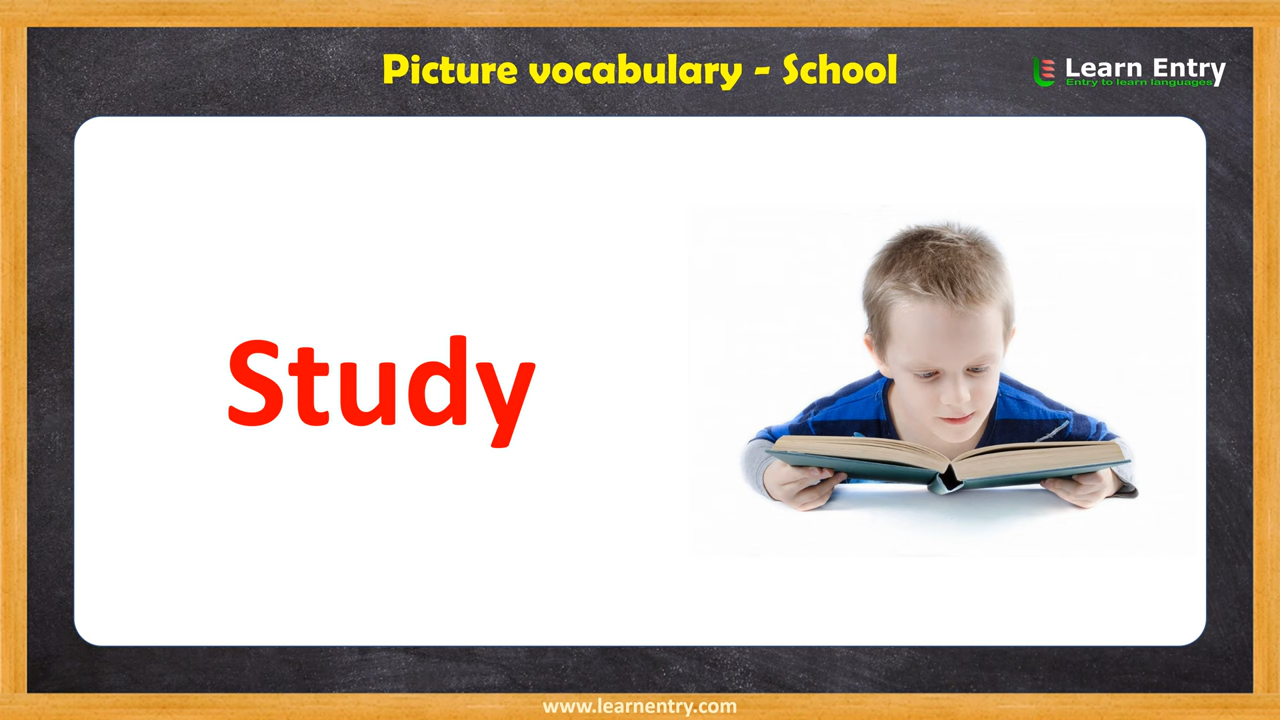 Picture vocabulary - School
Learn Entry
Entry to learn languages
Study
www.learnentry.com